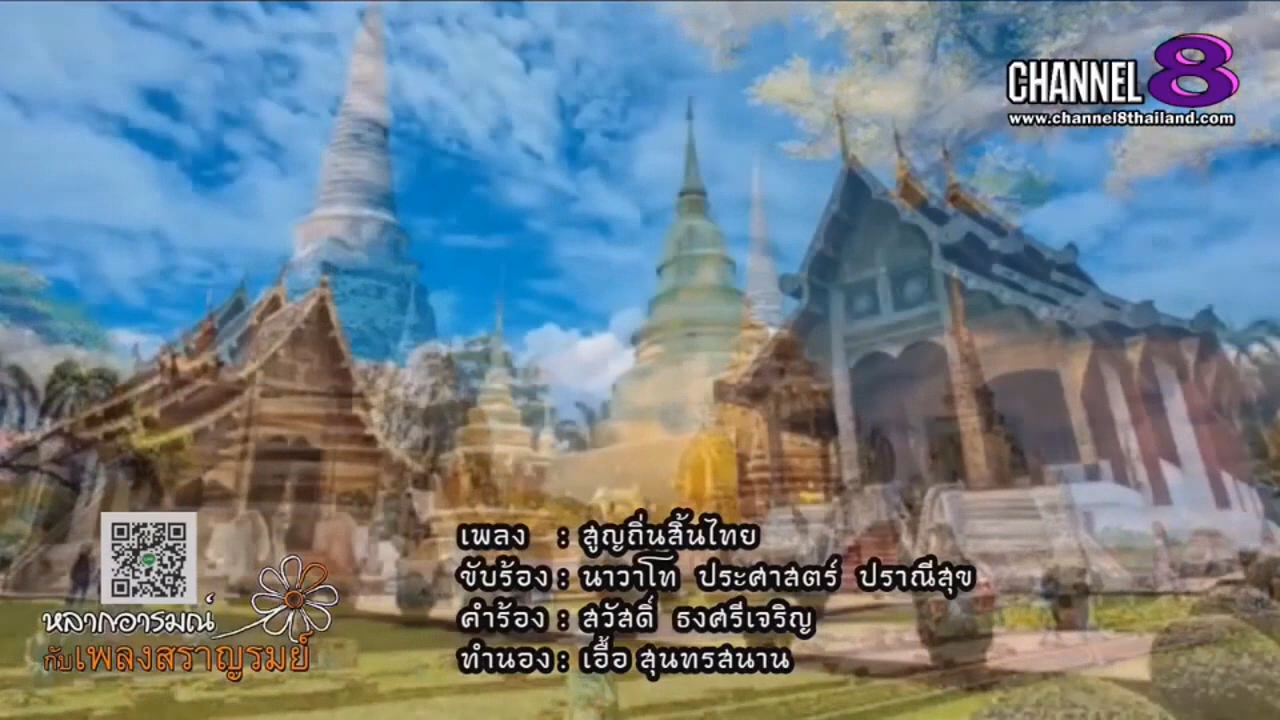 CHANNEL 8
www.channel8thailand.com
เพลง : สูญถิ่นสิ้นไทย
ขับร้อง : นาวาโท ประศาสตร์ ปราณีสุข
คำร้อง : สวัสดิ์ ธงศรีเจริญ
ทำนอง : เอื้อ สุนทรสนาน
หลากอารมณ์
กับเพลงสราญรมย์